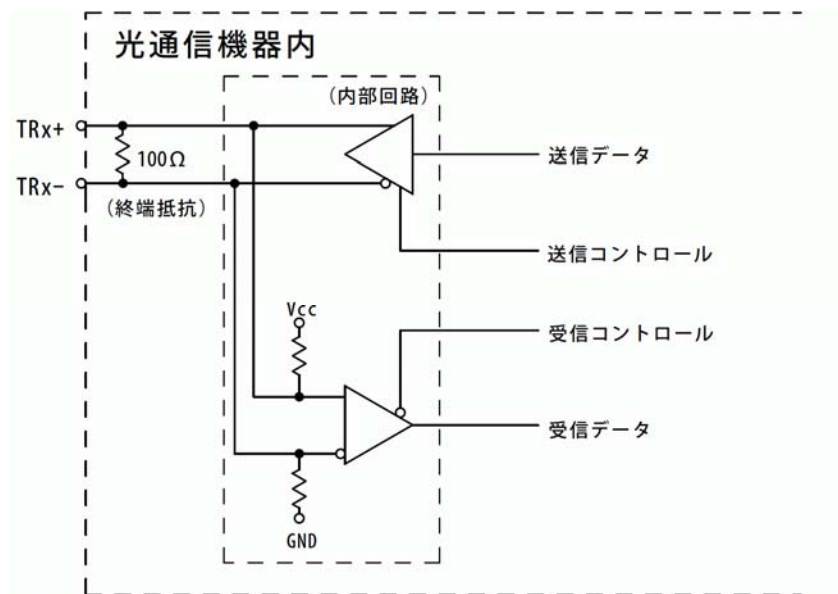 光通信機器内
(内部回路)
TRx+
100Ω
TRx-
(終端抵抗)
送信データ
送信コントロール
Vcc
受信コントロール
受信データ
GND